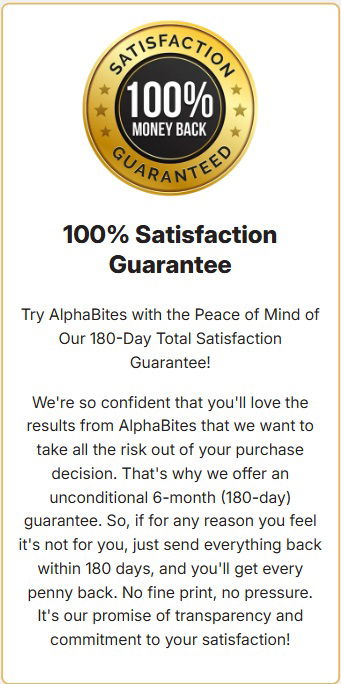 SATISFACTION
100%
MONEY BACK
GUARANTEED
100% Satisfaction
Guarantee
Try AlphaBites with the Peace of Mind of
Our 180-Day Total Satisfaction
Guarantee!
We're so confident that you'll love the
results from AlphaBites that we want to
take all the risk out of your purchase
decision. That's why we offer an
unconditional 6-month (180-day)
guarantee. So, if for any reason you feel
it's not for you, just send everything back
within 180 days, and you'll get every
penny back. No fine print, no pressure.
It's our promise of transparency and
commitment to your satisfaction!